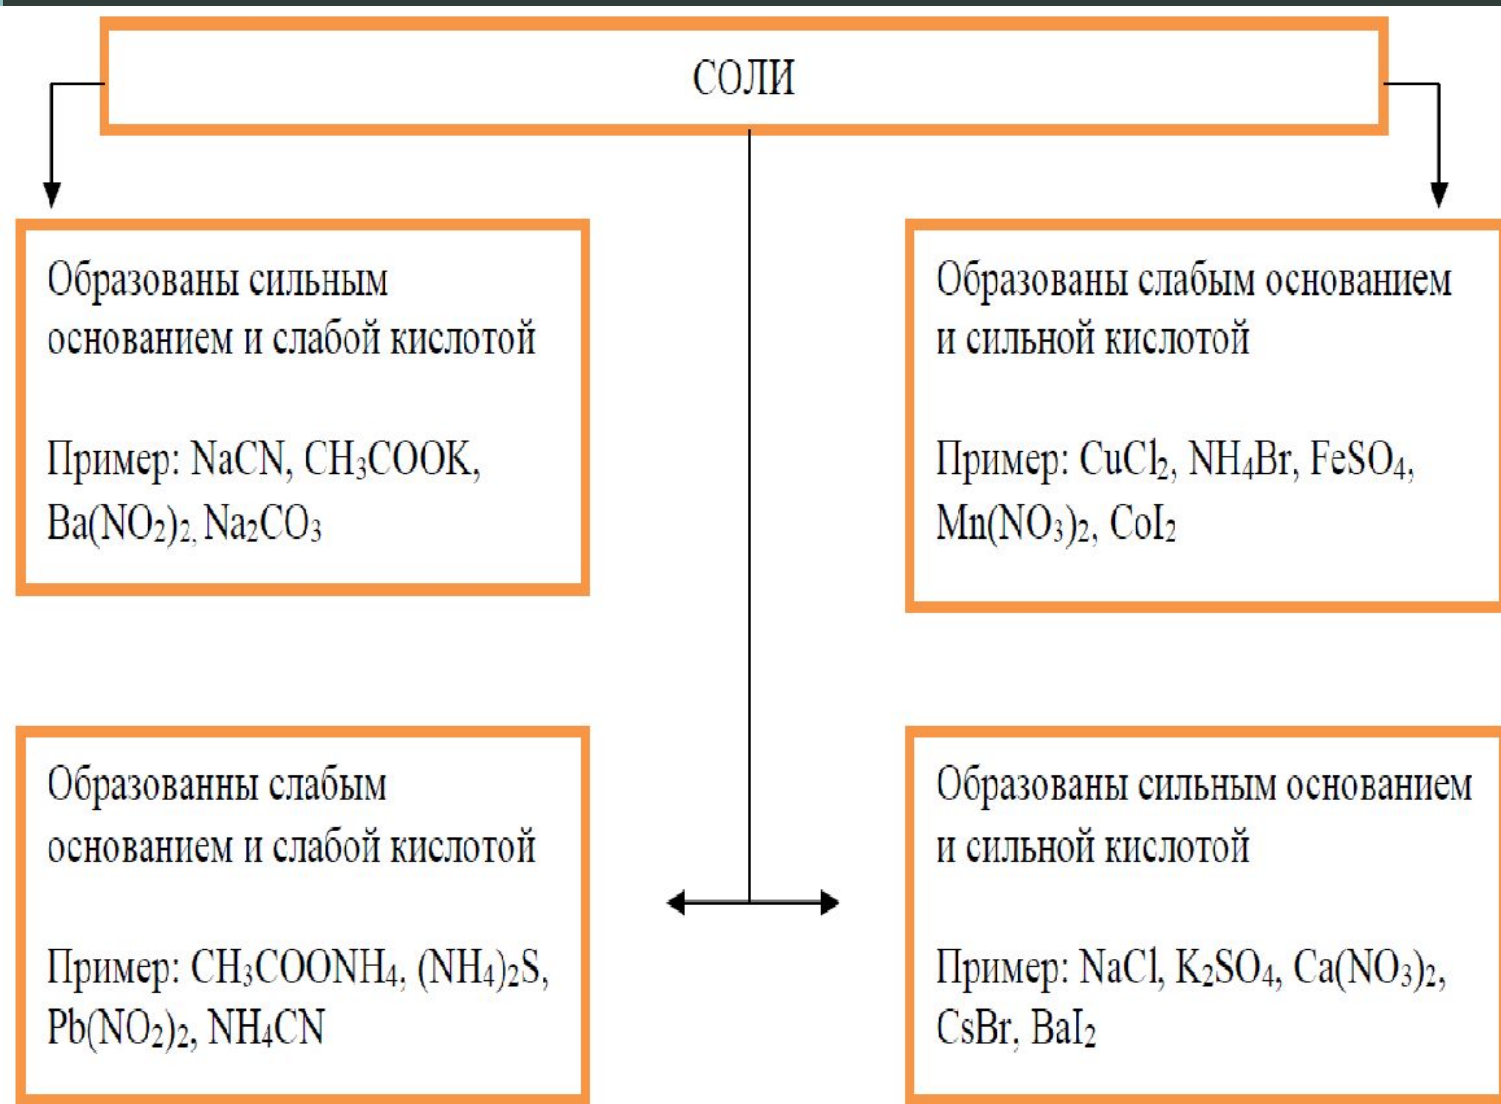 СОЛИ
Образованы сильным
основанием и слабой кислотой
Пример: NaCN, CH₃COOK,
Ba(NO₂)₂, Na₂CO₃
Образованы слабым основанием
и сильной кислотой
Пример: CuCl₂, NH₄Br, FeSO₄,
Mn(NO₃)₂, CoI₂
Образованны слабым
основанием и слабой кислотой
Пример: CH₃COONH₄, (NH₄)₂S,
Pb(NO₂)₂, NH₄CN
Образованы сильным основанием
и сильной кислотой
Пример: NaCl, K₂SO₄, Ca(NO₃)₂,
CsBr, BaI₂